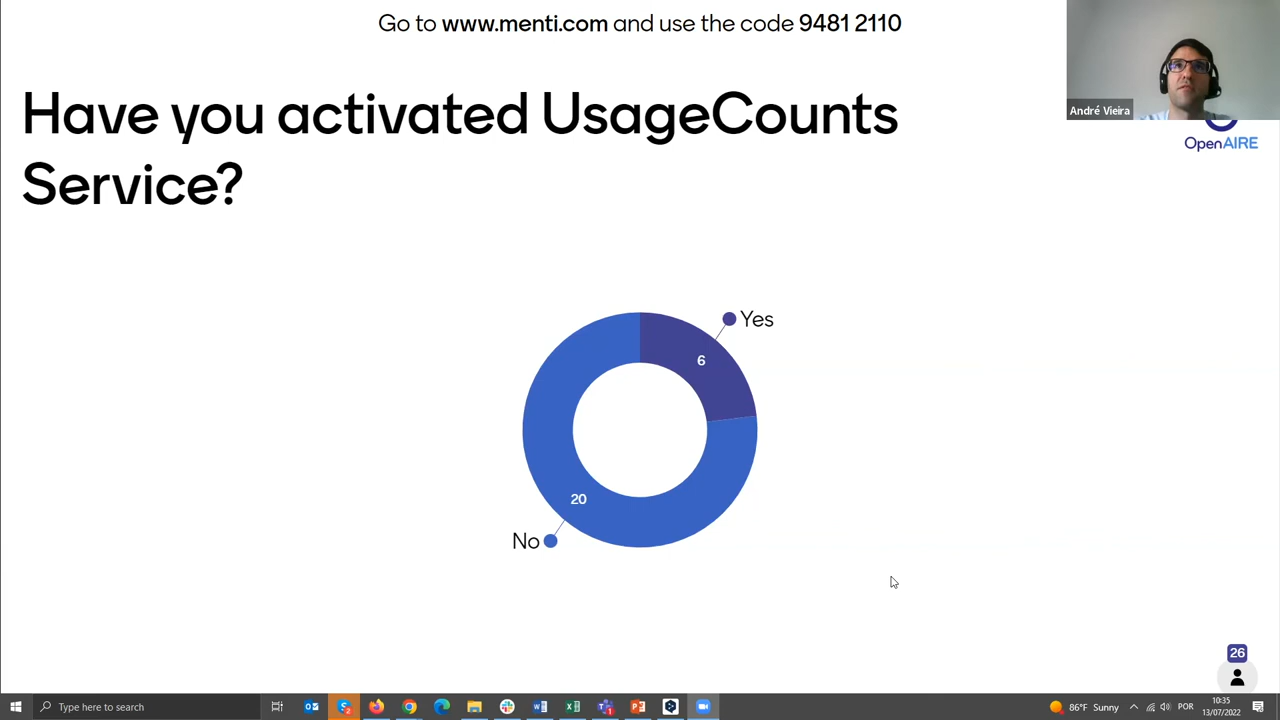 Go to www.menti.com and use the code 9481 2110
André Vieira
OpenAIRE
Have you activated UsageCounts
Service?
Yes
6
20
No
26
Type here to search
86°F Sunny
POR
10:35
13/07/2022